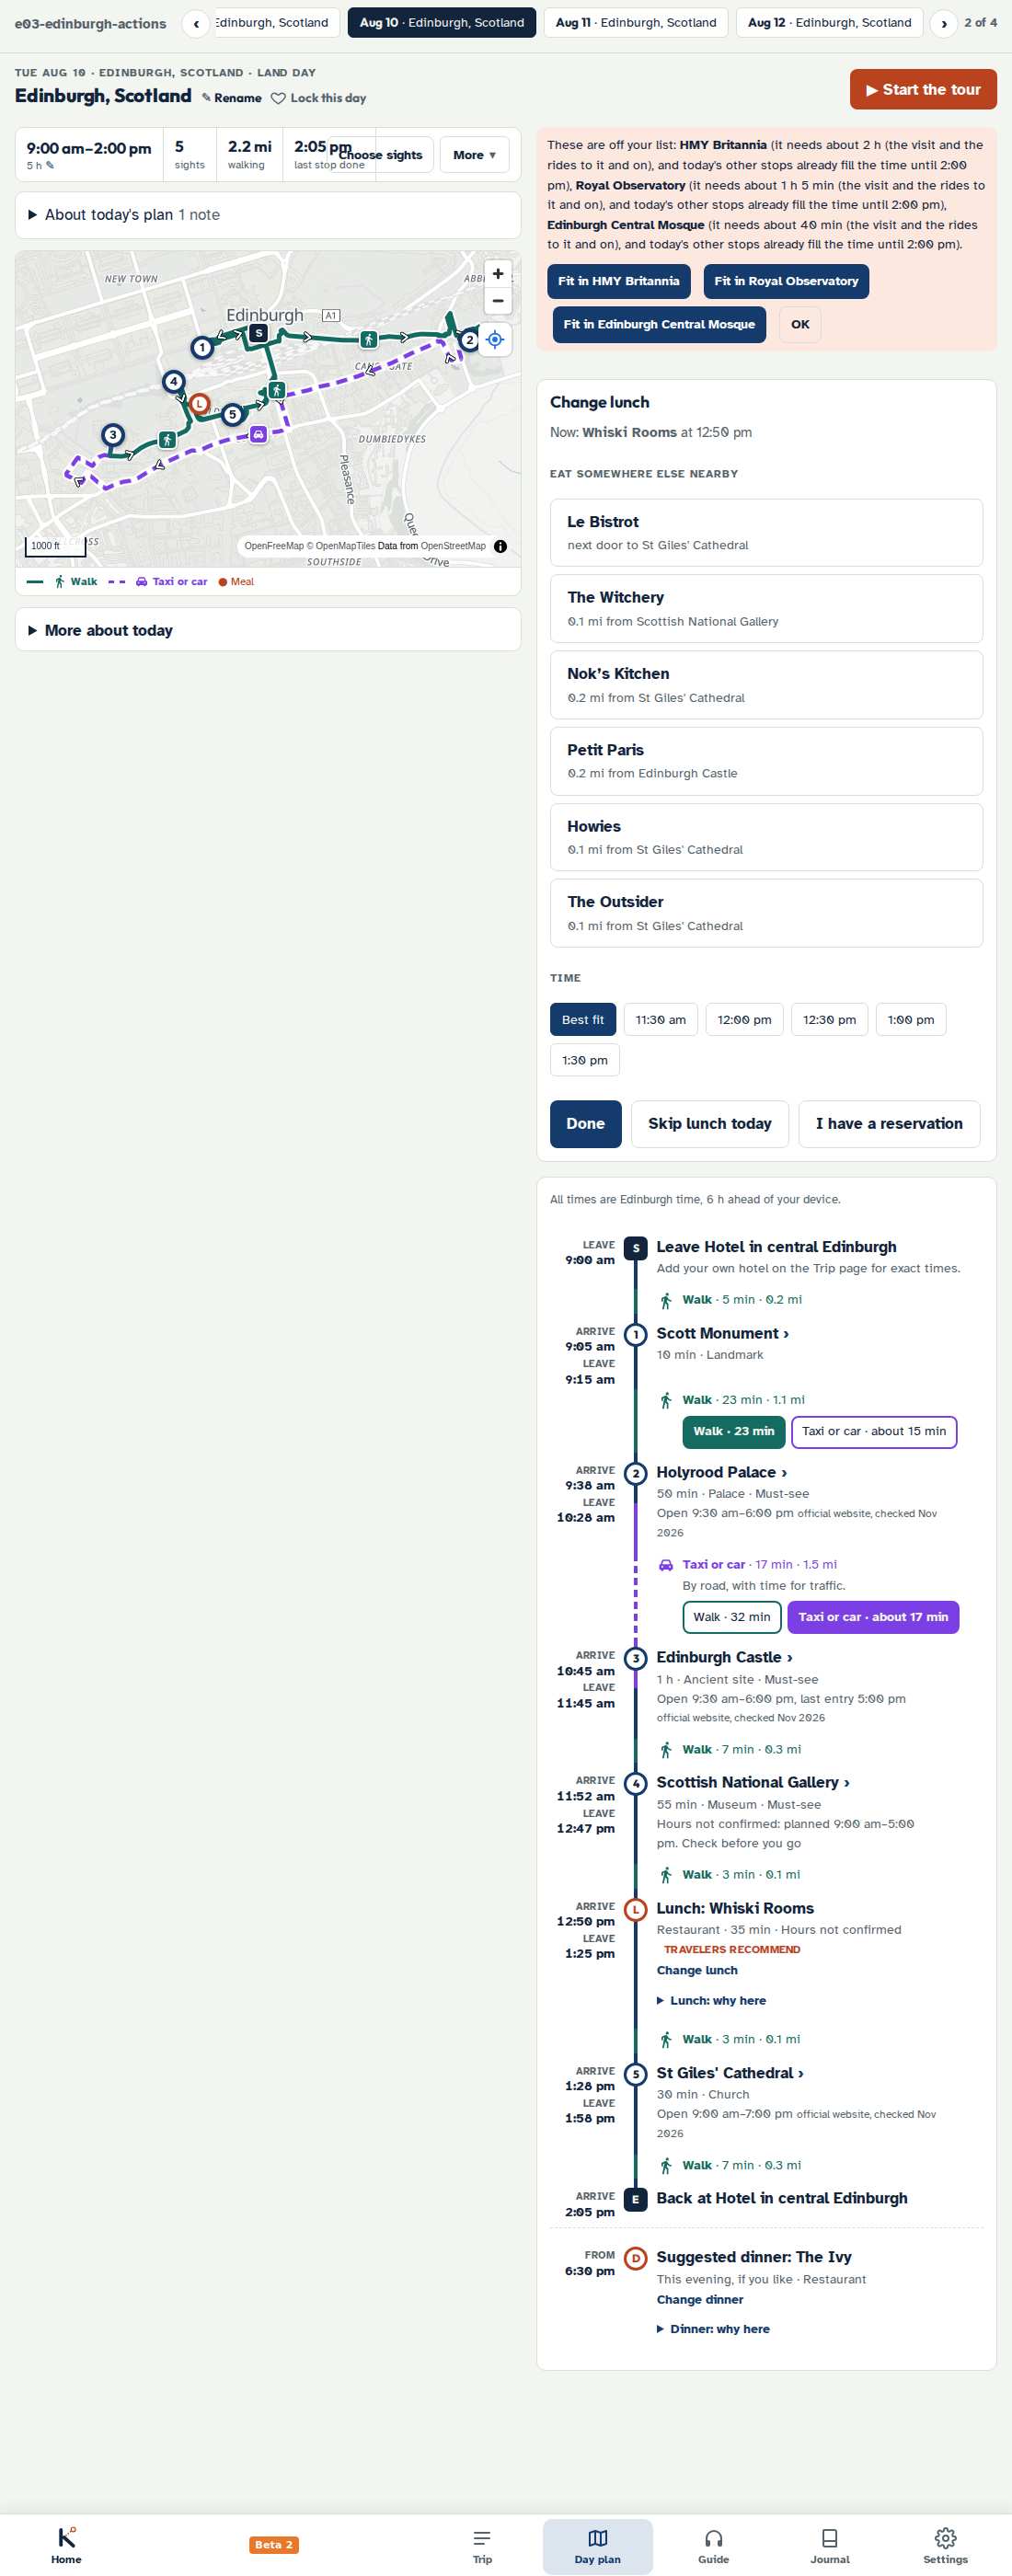 e03-edinburgh-actions
‹
Edinburgh, Scotland
Aug 10 · Edinburgh, Scotland
Aug 11 · Edinburgh, Scotland
Aug 12 · Edinburgh, Scotland
›
2 of 4
TUE AUG 10 · EDINBURGH, SCOTLAND · LAND DAY
Edinburgh, Scotland ✎ Rename Lock this day
▶ Start the tour
9:00 am–2:00 pm
5 h ✎
5
sights
2.2 mi
walking
2:05 pm
last stop done
Choose sights
More ▾
▶ About today's plan 1 note
NEW TOWN
Edinburgh
A1
S
1
2
4
L
5
3
DUMBIEDYKES
Pleasance
SOUTHSIDE
+
−
1000 ft
OpenFreeMap © OpenMapTiles Data from OpenStreetMap
Walk
Taxi or car
Meal
▶ More about today
These are off your list: HMY Britannia (it needs about 2 h (the visit and the
rides to it and on), and today's other stops already fill the time until 2:00
pm), Royal Observatory (it needs about 1 h 5 min (the visit and the rides to
it and on), and today's other stops already fill the time until 2:00 pm),
Edinburgh Central Mosque (it needs about 40 min (the visit and the rides
to it and on), and today's other stops already fill the time until 2:00 pm).
Fit in HMY Britannia
Fit in Royal Observatory
Fit in Edinburgh Central Mosque
OK
Change lunch
Now: Whiski Rooms at 12:50 pm
EAT SOMEWHERE ELSE NEARBY
Le Bistrot
next door to St Giles' Cathedral
The Witchery
0.1 mi from Scottish National Gallery
Nok's Kitchen
0.2 mi from St Giles' Cathedral
Petit Paris
0.2 mi from Edinburgh Castle
Howies
0.1 mi from St Giles' Cathedral
The Outsider
0.1 mi from St Giles' Cathedral
TIME
Best fit
11:30 am
12:00 pm
12:30 pm
1:00 pm
1:30 pm
Done
Skip lunch today
I have a reservation
All times are Edinburgh time, 6 h ahead of your device.
LEAVE
9:00 am
S
Leave Hotel in central Edinburgh
Add your own hotel on the Trip page for exact times.
Walk · 5 min · 0.2 mi
ARRIVE
9:05 am
LEAVE
9:15 am
1
Scott Monument ›
10 min · Landmark
Walk · 23 min · 1.1 mi
Walk · 23 min
Taxi or car · about 15 min
ARRIVE
9:38 am
LEAVE
10:28 am
2
Holyrood Palace ›
50 min · Palace · Must-see
Open 9:30 am–6:00 pm official website, checked Nov
2026
Taxi or car · 17 min · 1.5 mi
By road, with time for traffic.
Walk · 32 min
Taxi or car · about 17 min
ARRIVE
10:45 am
LEAVE
11:45 am
3
Edinburgh Castle ›
1 h · Ancient site · Must-see
Open 9:30 am–6:00 pm, last entry 5:00 pm
official website, checked Nov 2026
Walk · 7 min · 0.3 mi
ARRIVE
11:52 am
LEAVE
12:47 pm
4
Scottish National Gallery ›
55 min · Museum · Must-see
Hours not confirmed: planned 9:00 am–5:00
pm. Check before you go
Walk · 3 min · 0.1 mi
ARRIVE
12:50 pm
LEAVE
1:25 pm
L
Lunch: Whiski Rooms
Restaurant · 35 min · Hours not confirmed
TRAVELERS RECOMMEND
Change lunch
▶ Lunch: why here
Walk · 3 min · 0.1 mi
ARRIVE
1:28 pm
LEAVE
1:58 pm
5
St Giles' Cathedral ›
30 min · Church
Open 9:00 am–7:00 pm official website, checked Nov
2026
Walk · 7 min · 0.3 mi
ARRIVE
2:05 pm
E
Back at Hotel in central Edinburgh
FROM
6:30 pm
D
Suggested dinner: The Ivy
This evening, if you like · Restaurant
Change dinner
▶ Dinner: why here
Home
Beta 2
Trip
Day plan
Guide
Journal
Settings